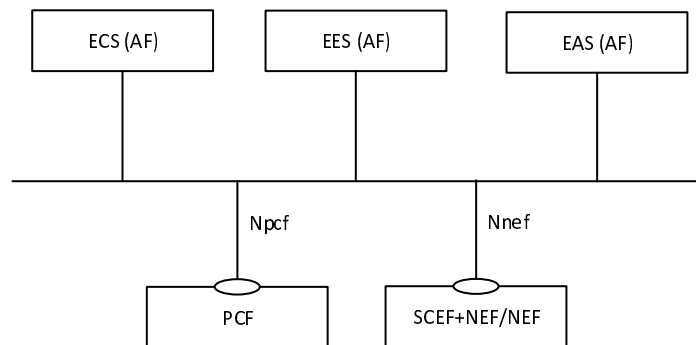 ECS (AF)
EES (AF)
EAS (AF)
Npcf
Nnef
PCF
SCEF+NEF/NEF